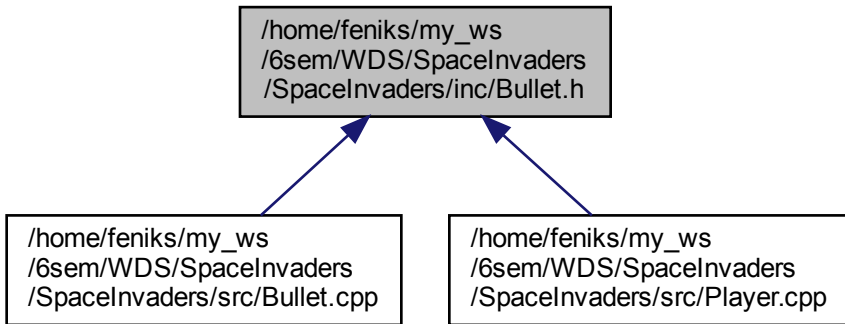 /home/feniks/my_ws
/6sem/WDS/SpaceInvaders
/SpaceInvaders/inc/Bullet.h
/home/feniks/my_ws
/6sem/WDS/SpaceInvaders
/SpaceInvaders/src/Bullet.cpp
/home/feniks/my_ws
/6sem/WDS/SpaceInvaders
/SpaceInvaders/src/Player.cpp